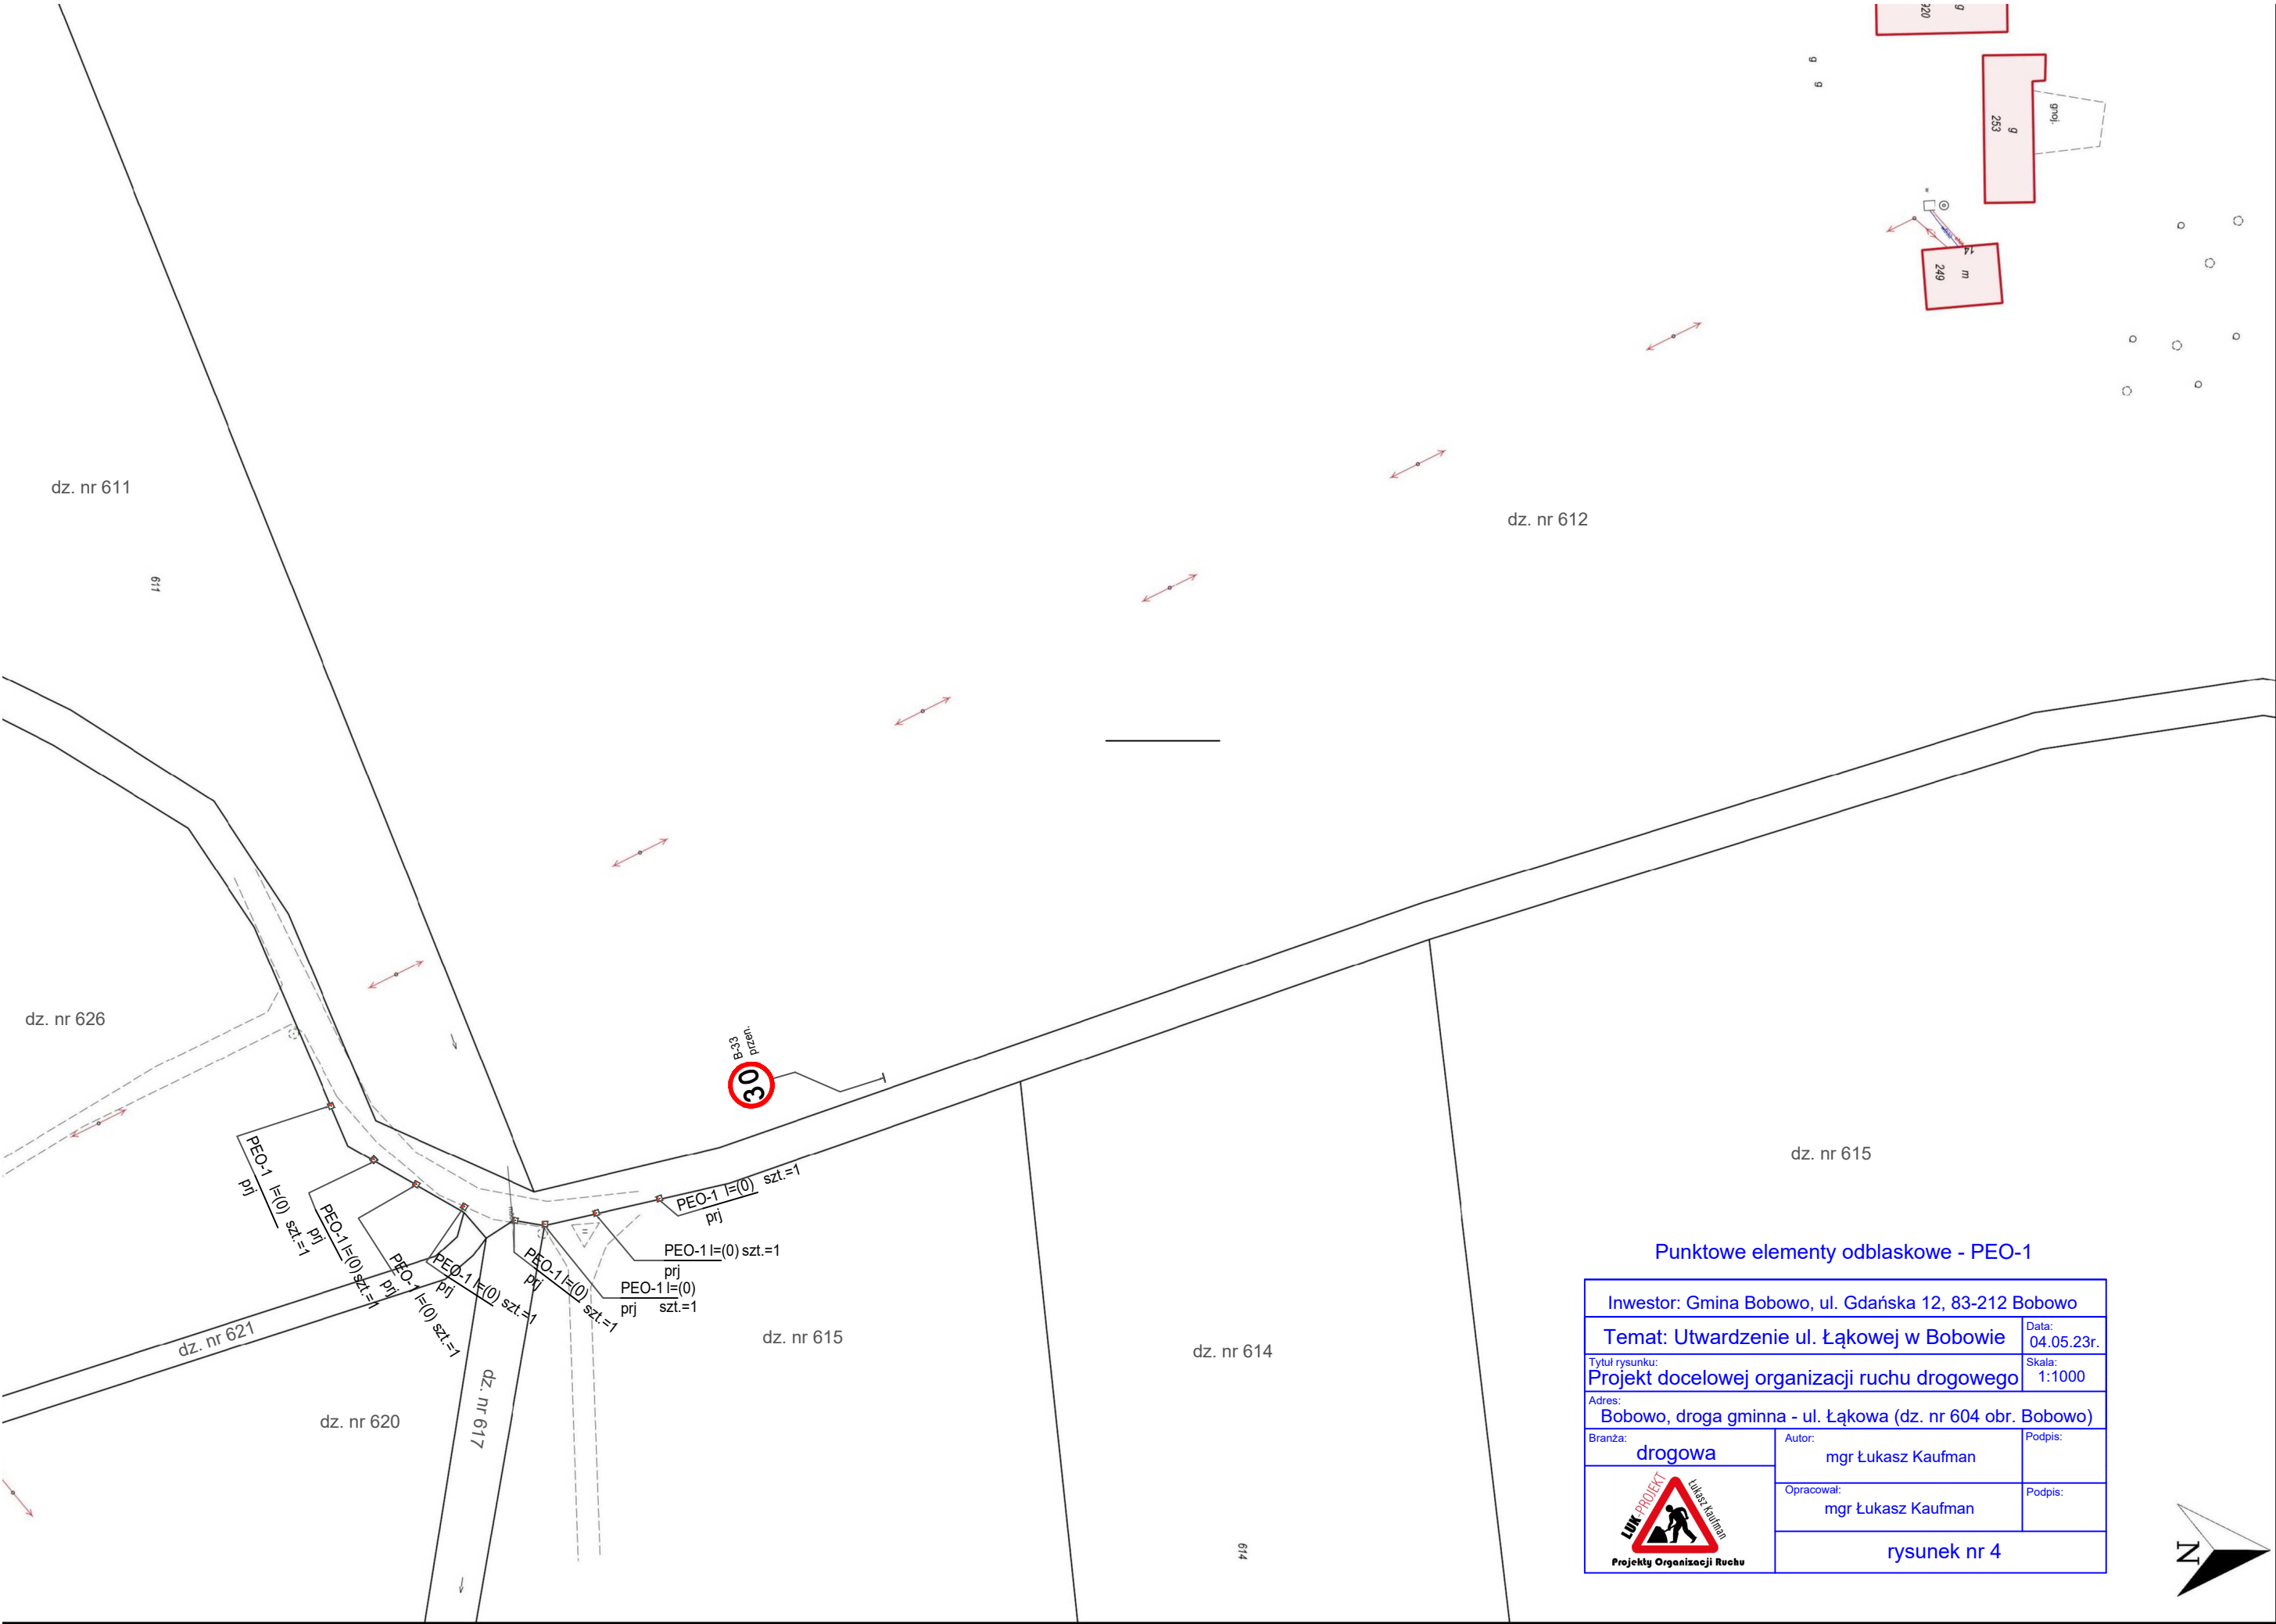 920
g
g
g
253
g
gnoj.
14
249
m
dz. nr 611
611
dz. nr 612
dz. nr 626
B-33
przen.
30
PEO-1 l=(0) szt.=1
prj
PEO-1 l=(0) szt.=1
prj
PEO-1 l=(0) szt.=1
prj
PEO-1 l=(0) szt.=1
prj
PEO-1 l=(0) szt.=1
prj
PEO-1 l=(0)
prj szt.=1
PEO-1 l=(0) szt.=1
prj
PEO-1 l=(0) szt.=1
prj
dz. nr 615
dz. nr 621
dz. nr 615
dz. nr 614
dz. nr 620
dz. nr 617
614
Punktowe elementy odblaskowe - PEO-1
Inwestor: Gmina Bobowo, ul. Gdańska 12, 83-212 Bobowo
Temat: Utwardzenie ul. Łąkowej w Bobowie
Data:
04.05.23r.
Tytuł rysunku:
Projekt docelowej organizacji ruchu drogowego
Skala:
1:1000
Adres:
Bobowo, droga gminna - ul. Łąkowa (dz. nr 604 obr. Bobowo)
Branża:
drogowa
Autor:
mgr Łukasz Kaufman
Podpis:
Opracował:
mgr Łukasz Kaufman
Podpis:
LUK-PROJEKT
Łukasz Kaufman
Projekty Organizacji Ruchu
rysunek nr 4
N